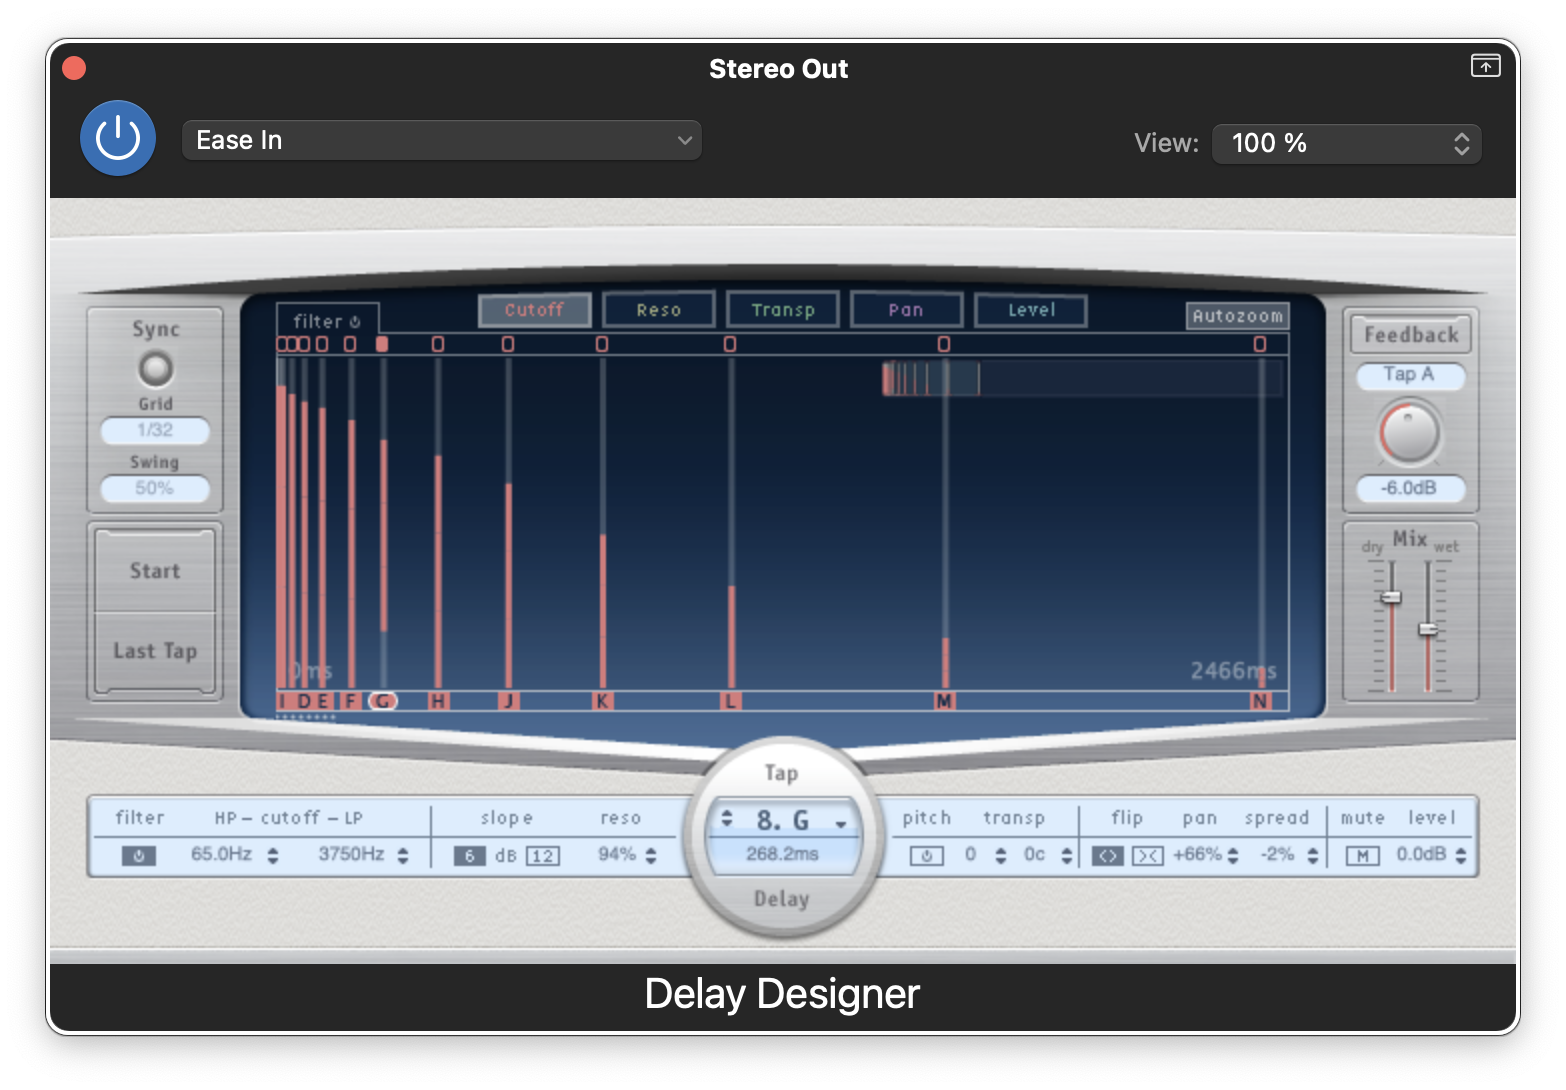 Stereo Out
Ease In
View: 100 %
Cutoff Reso Transp Pan Level
filter
Autozoom
Sync
Grid
1/32
Swing
50%
Start
Last Tap
0ms
2466ms
I D E F G H J K L M N
Feedback
Tap A
-6.0dB
Mix
dry wet
Tap
8. G
268.2ms
Delay
filter HP – cutoff – LP slope reso
65.0Hz 3750Hz 6 dB 12 94%
pitch transp flip pan spread mute level
0 0c <> >< +66% -2% M 0.0dB
Delay Designer